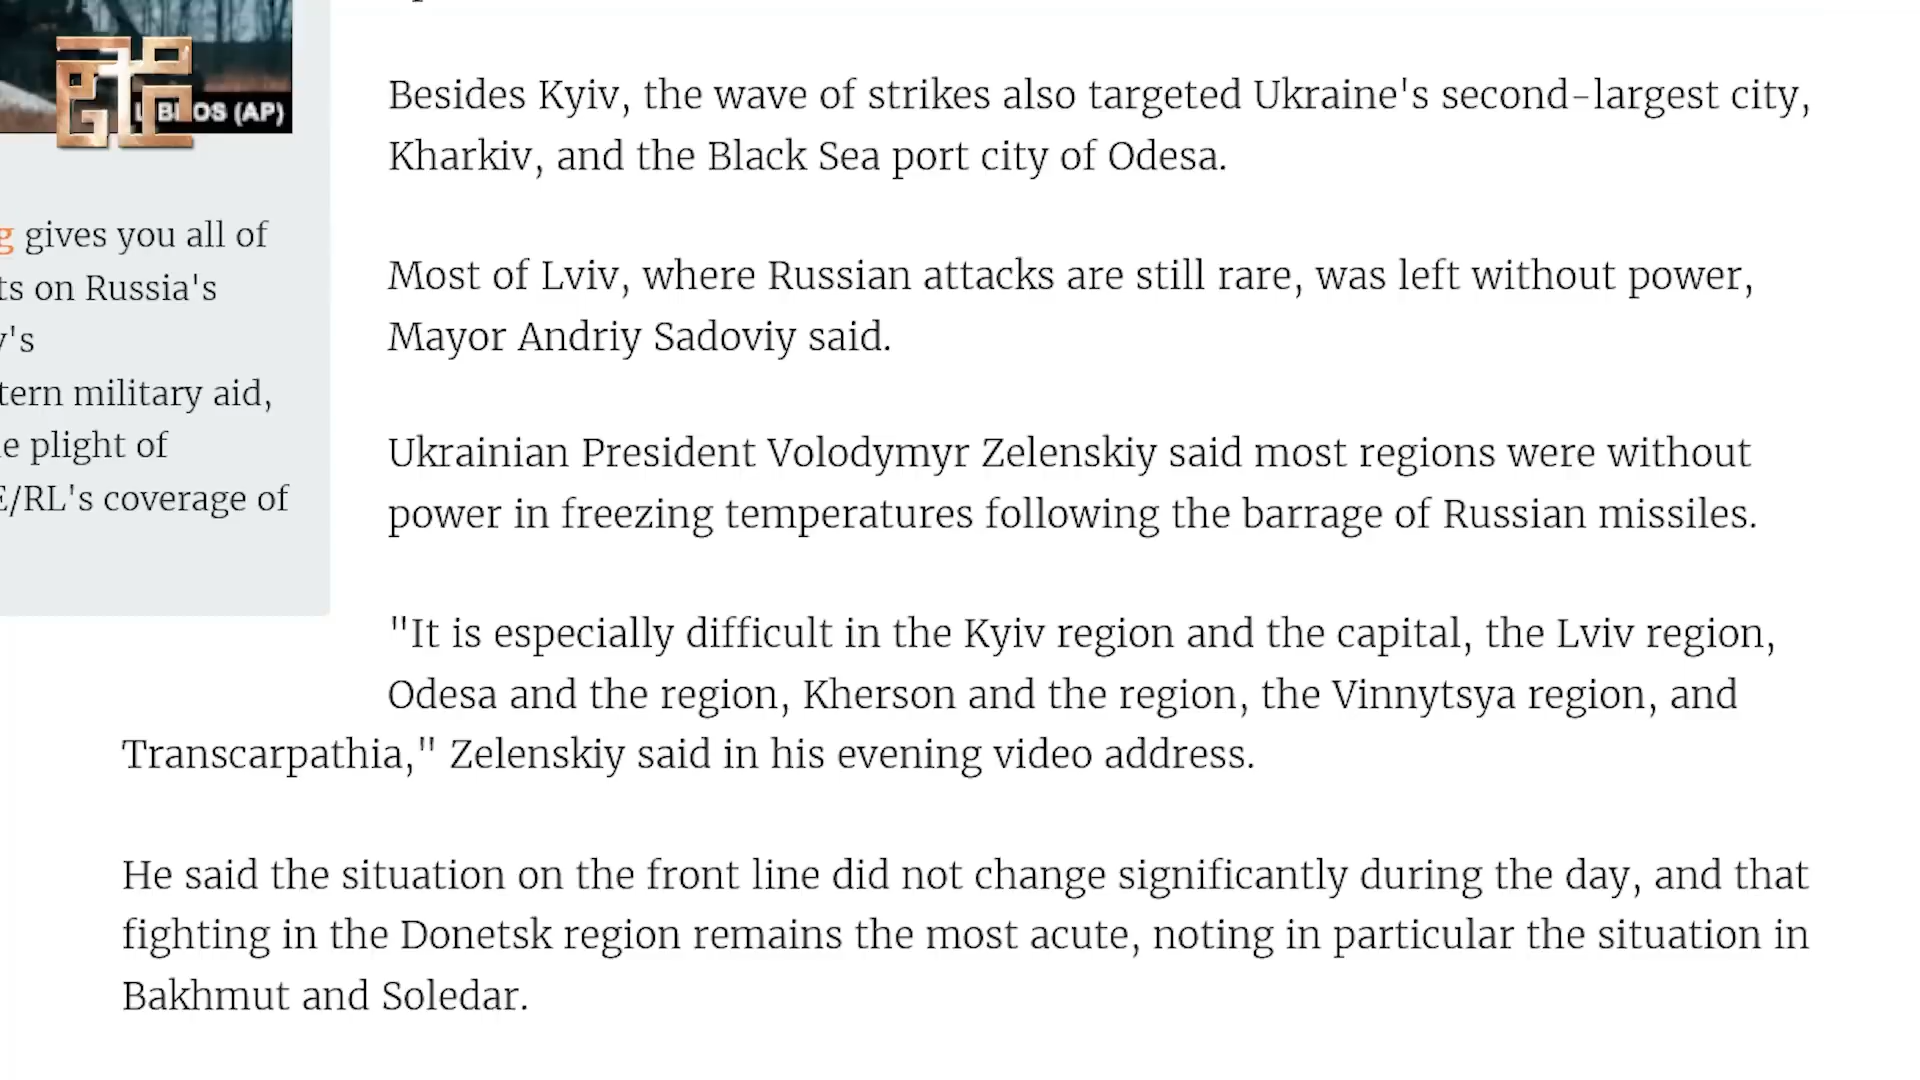 OS (AP)
g gives you all of
ts on Russia's
y's
tern military aid,
e plight of
E/RL's coverage of
Besides Kyiv, the wave of strikes also targeted Ukraine's second-largest city,
Kharkiv, and the Black Sea port city of Odesa.
Most of Lviv, where Russian attacks are still rare, was left without power,
Mayor Andriy Sadoviy said.
Ukrainian President Volodymyr Zelenskiy said most regions were without
power in freezing temperatures following the barrage of Russian missiles.
"It is especially difficult in the Kyiv region and the capital, the Lviv region,
Odesa and the region, Kherson and the region, the Vinnytsya region, and
Transcarpathia," Zelenskiy said in his evening video address.
He said the situation on the front line did not change significantly during the day, and that
fighting in the Donetsk region remains the most acute, noting in particular the situation in
Bakhmut and Soledar.